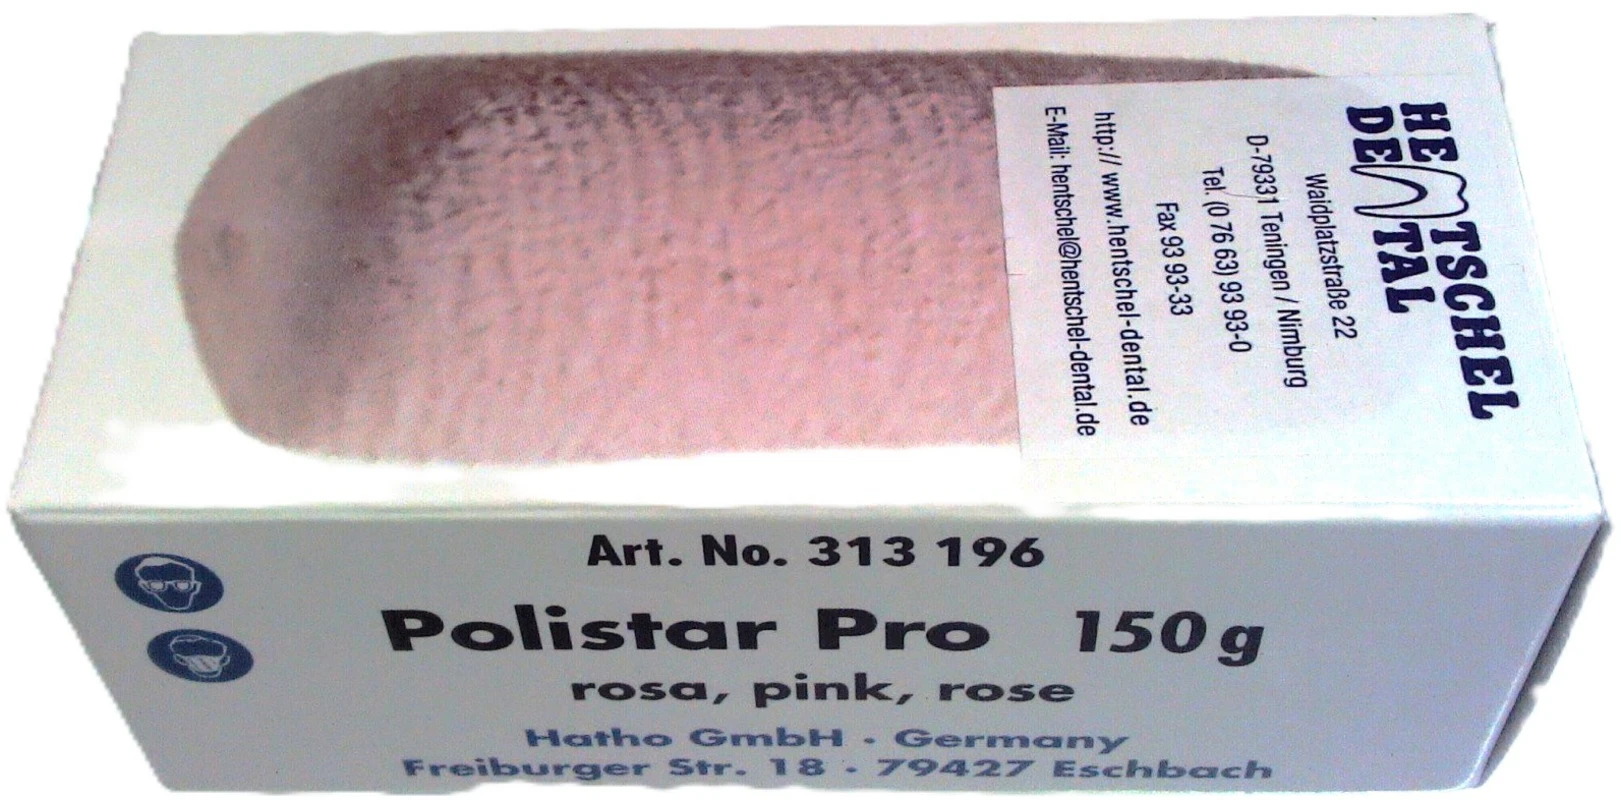 HENTSCHEL
DENTAL
Waidplatzstraße 22
D-79331 Teningen / Nimburg
Tel. (0 76 63) 93 93-0
Fax 93 93-33
http:// www.hentschel-dental.de
E-Mail: hentschel@hentschel-dental.de
Art. No. 313 196
Polistar Pro 150 g
rosa, pink, rose
Hatho GmbH · Germany
Freiburger Str. 18 · 79427 Eschbach